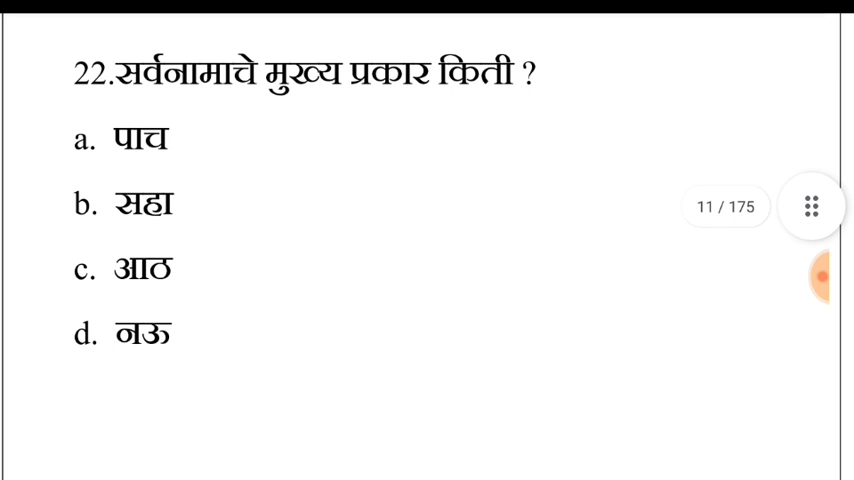 22.सर्वनामाचे मुख्य प्रकार किती ?
a. पाच
b. सहा
11 / 175
c. आठ
d. नऊ